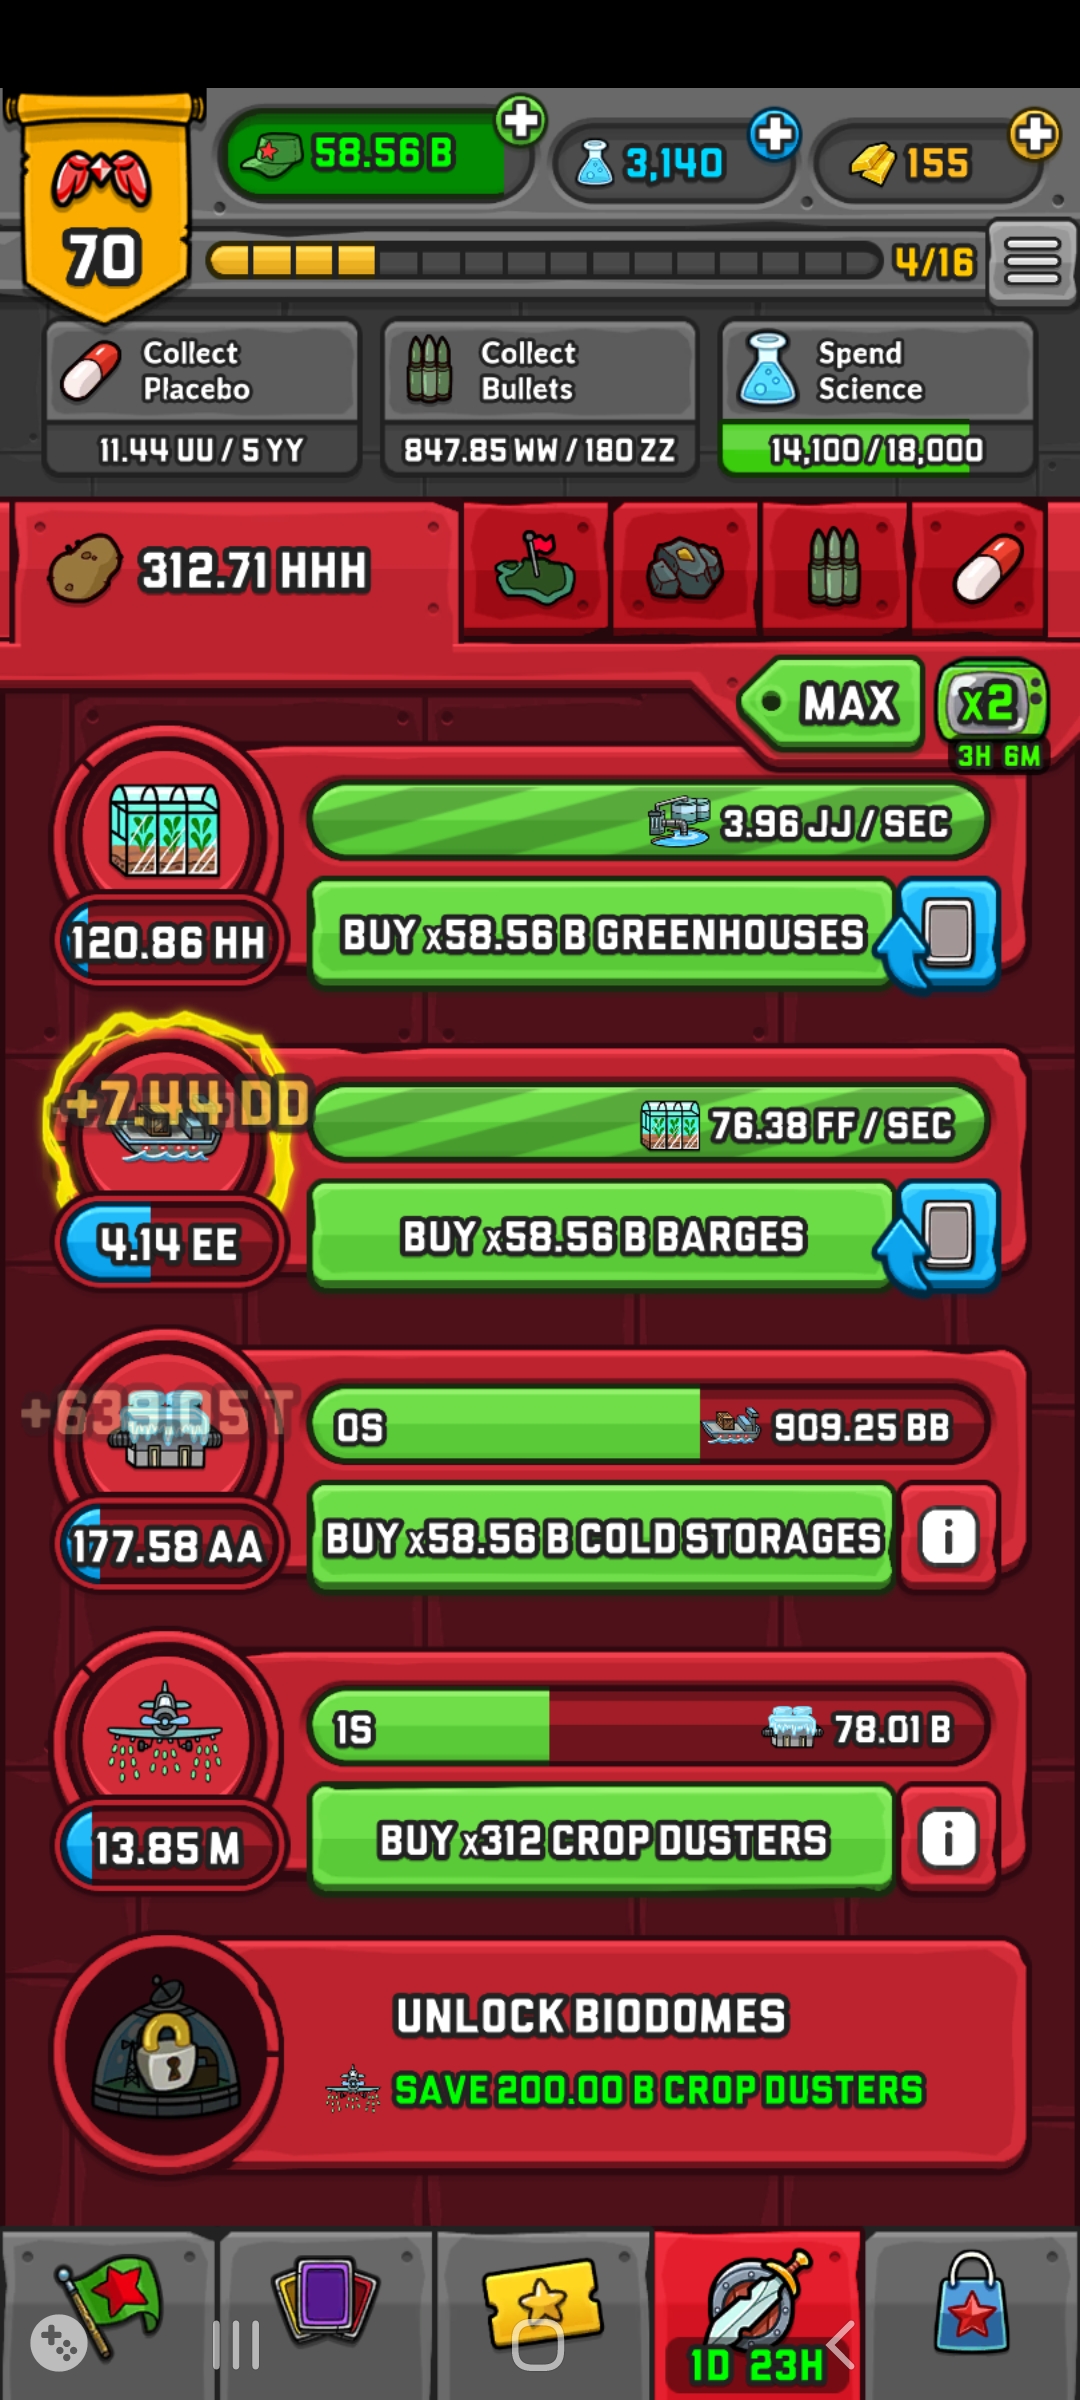 58.56 B
3,140
155
70
4/16
Collect
Placebo
11.44 UU / 5 YY
Collect
Bullets
847.85 WW / 180 ZZ
Spend
Science
14,100 / 18,000
312.71 HHH
MAX
x2
3H 6M
3.96 JJ / SEC
120.86 HH
BUY x58.56 B GREENHOUSES
+7.44 DD
76.38 FF / SEC
4.14 EE
BUY x58.56 B BARGES
0S
909.25 BB
177.58 AA
BUY x58.56 B COLD STORAGES
i
1S
78.01 B
13.85 M
BUY x312 CROP DUSTERS
i
UNLOCK BIODOMES
SAVE 200.00 B CROP DUSTERS
1D 23H